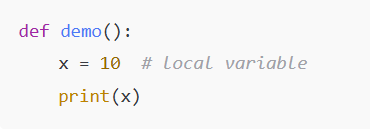 def demo():
    x = 10  # local variable
    print(x)